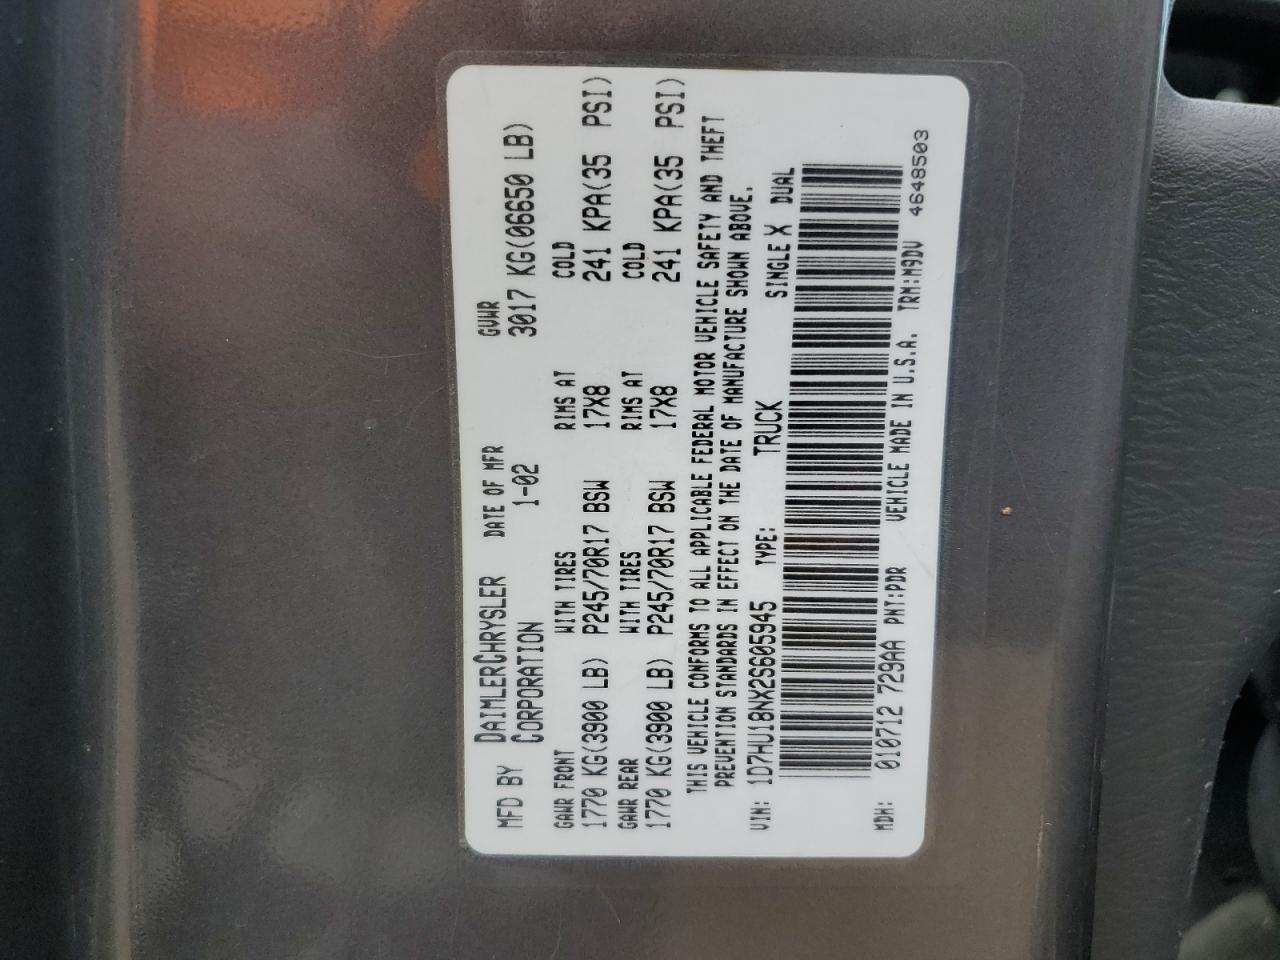 MFD BY DAIMLERCHRYSLER CORPORATION DATE OF MFR 1-02 GVWR 3017 KG(06650 LB)
GAWR FRONT WITH TIRES RIMS AT COLD
1770 KG(3900 LB) P245/70R17 BSW 17X8 241 KPA(35 PSI)
GAWR REAR WITH TIRES RIMS AT COLD
1770 KG(3900 LB) P245/70R17 BSW 17X8 241 KPA(35 PSI)
THIS VEHICLE CONFORMS TO ALL APPLICABLE FEDERAL MOTOR VEHICLE SAFETY AND THEFT
PREVENTION STANDARDS IN EFFECT ON THE DATE OF MANUFACTURE SHOWN ABOVE.
VIN: 1D7HU18NX2S605945 TYPE: TRUCK SINGLE X DUAL
MDH: 010712 729AA PNT:PDR VEHICLE MADE IN U.S.A. TRM:M9DV 4648503